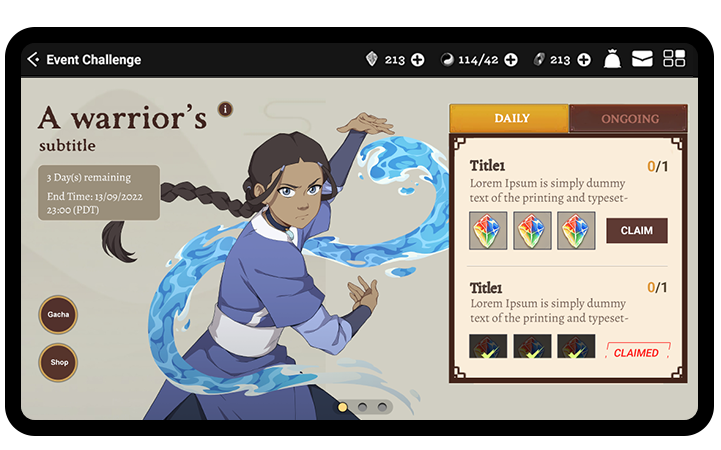 Event Challenge
213
114/42
213
A warrior's
i
subtitle
3 Day(s) remaining
End Time: 13/09/2022
23:00 (PDT)
Gacha
Shop
DAILY
ONGOING
Title1
0/1
Lorem Ipsum is simply dummy
text of the printing and typeset-
CLAIM
Title1
0/1
Lorem Ipsum is simply dummy
text of the printing and typeset-
CLAIMED